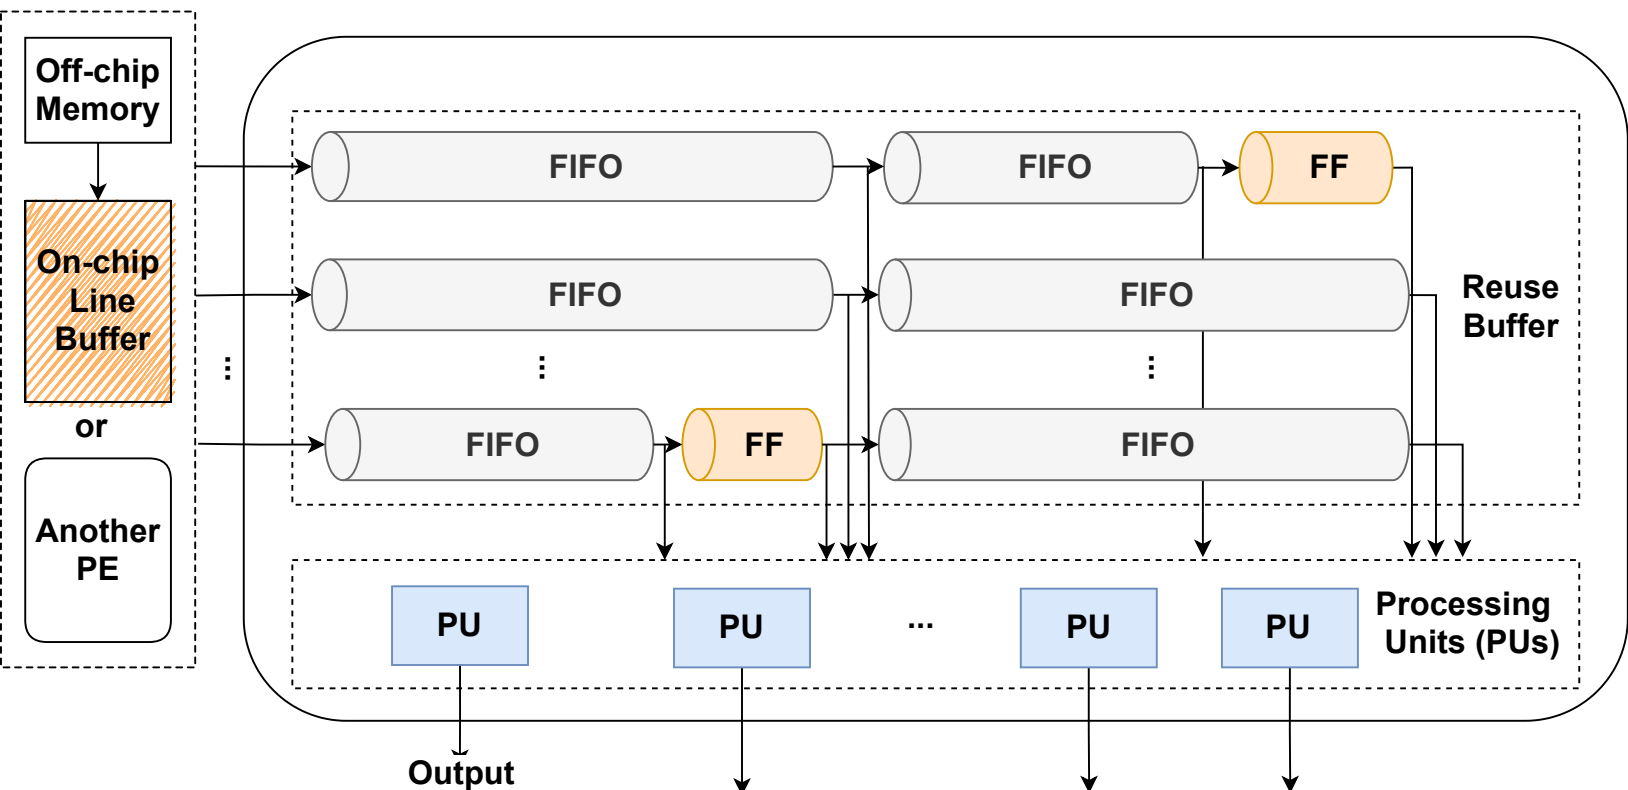 Off-chip
Memory
On-chip
Line
Buffer
or
Another
PE
...
FIFO
FIFO
FF
FIFO
FIFO
...
...
FIFO
FF
FIFO
Reuse
Buffer
PU
PU
...
PU
PU
Processing
Units (PUs)
Output